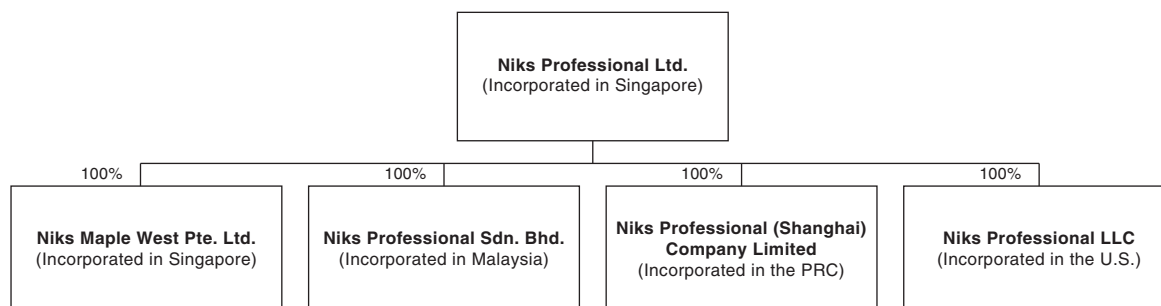 Niks Professional Ltd.
(Incorporated in Singapore)
100%
100%
100%
100%
Niks Maple West Pte. Ltd.
(Incorporated in Singapore)
Niks Professional Sdn. Bhd.
(Incorporated in Malaysia)
Niks Professional (Shanghai)
Company Limited
(Incorporated in the PRC)
Niks Professional LLC
(Incorporated in the U.S.)